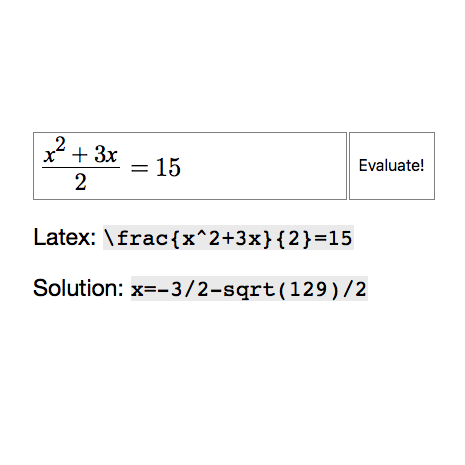 x^2 + 3x / 2 = 15 Evaluate!
Latex: \frac{x^2+3x}{2}=15
Solution: x=-3/2-sqrt(129)/2